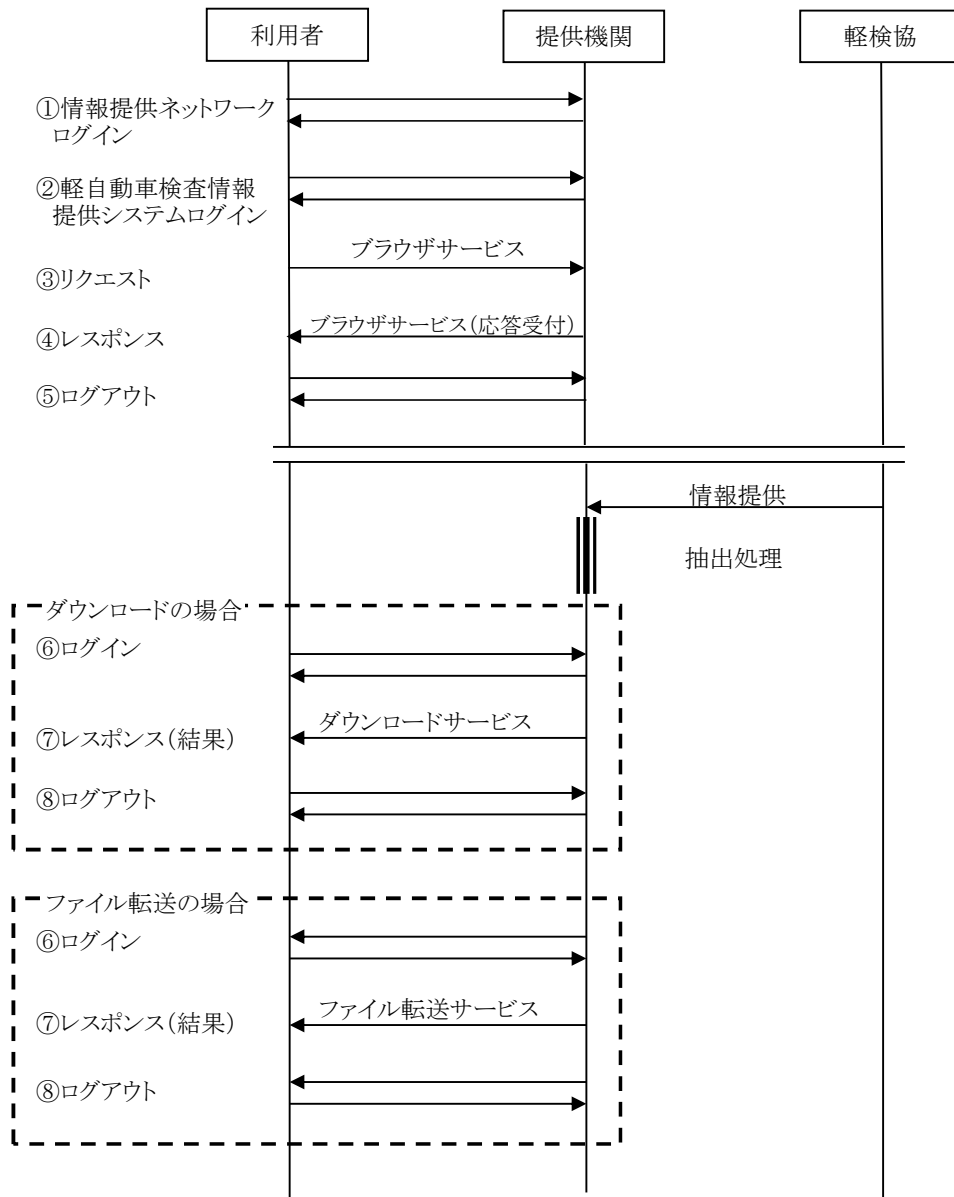 利用者
提供機関
軽検協
①情報提供ネットワーク
ログイン
②軽自動車検査情報
提供システムログイン
ブラウザサービス
③リクエスト
ブラウザサービス(応答受付)
④レスポンス
⑤ログアウト
情報提供
抽出処理
ダウンロードの場合
⑥ログイン
ダウンロードサービス
⑦レスポンス(結果)
⑧ログアウト
ファイル転送の場合
⑥ログイン
ファイル転送サービス
⑦レスポンス(結果)
⑧ログアウト